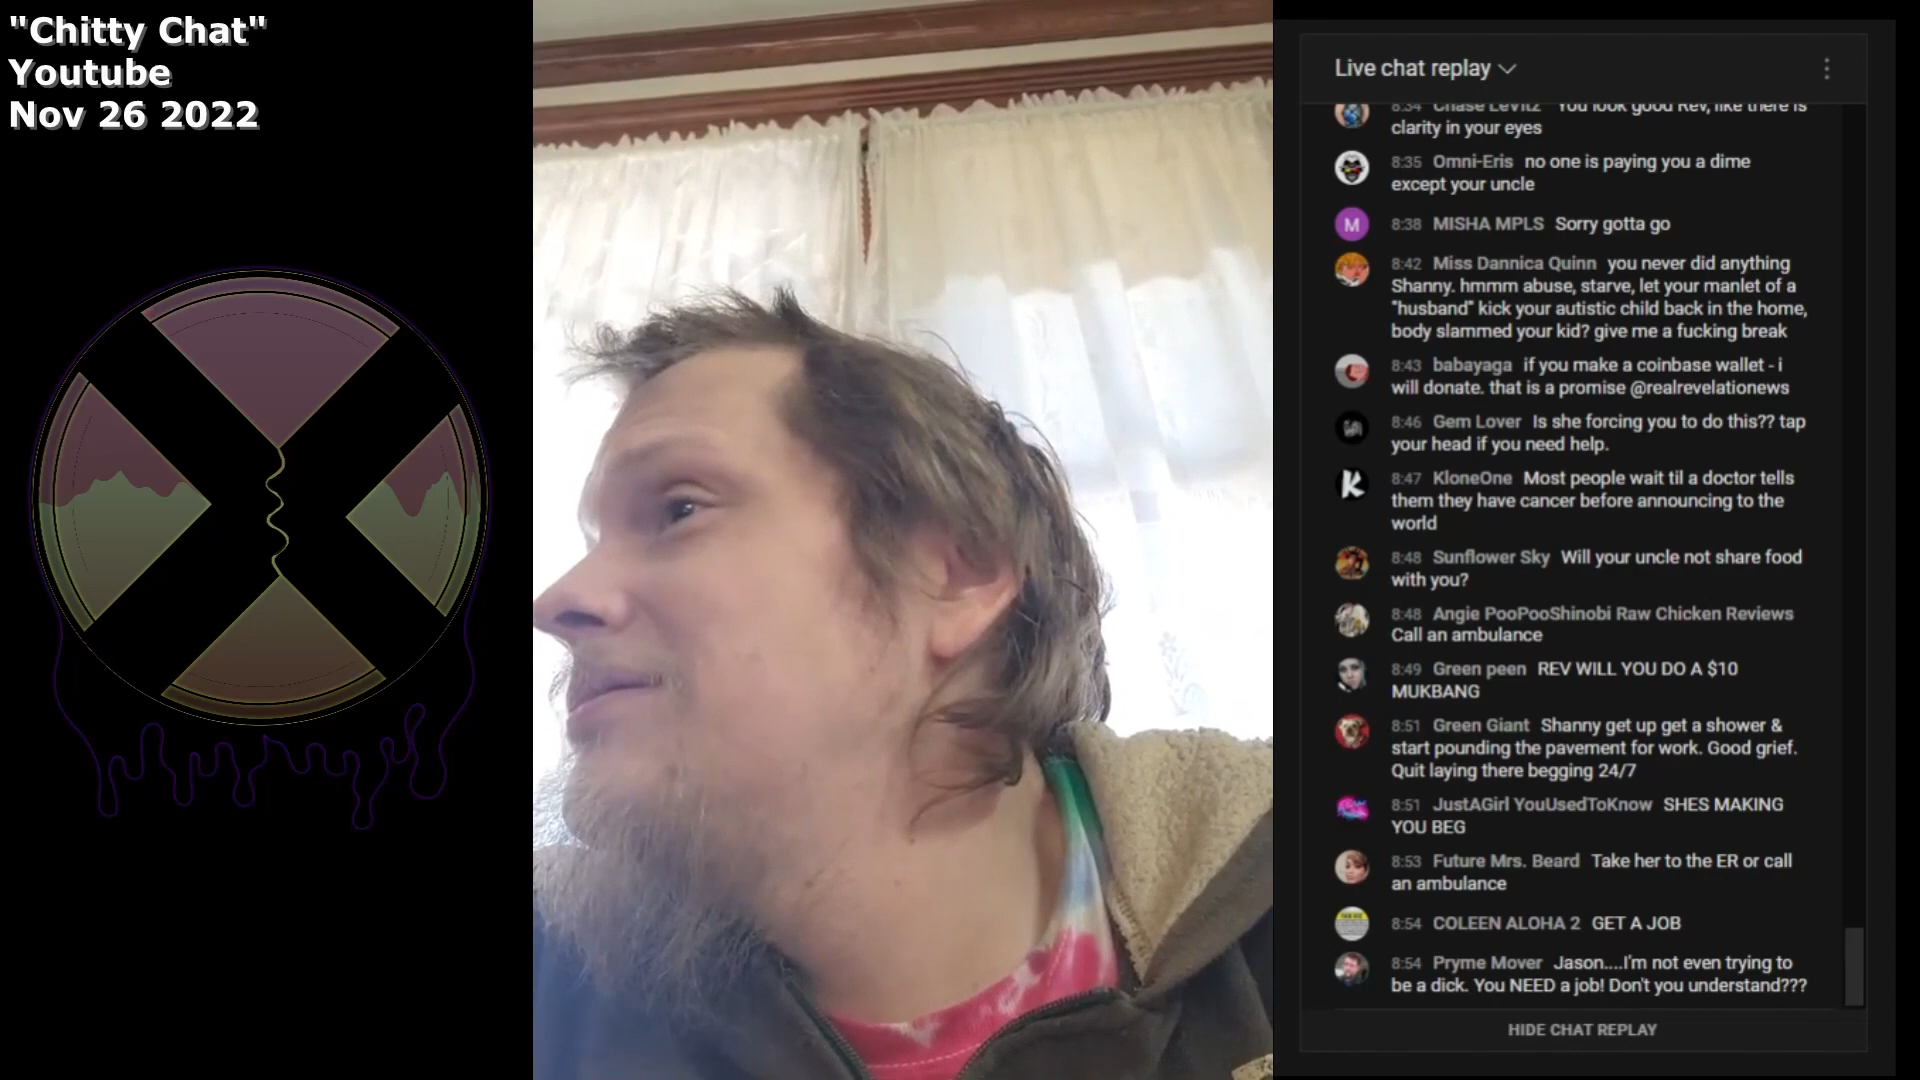 "Chitty Chat"
Youtube
Nov 26 2022
Live chat replay
8:34 Chase Levitz You look good Rev, like there is
clarity in your eyes
8:35 Omni-Eris no one is paying you a dime
except your uncle
M
8:38 MISHA MPLS Sorry gotta go
8:42 Miss Dannica Quinn you never did anything
Shanny. hmmm abuse, starve, let your manlet of a
"husband" kick your autistic child back in the home,
body slammed your kid? give me a fucking break
8:43 babayaga if you make a coinbase wallet - i
will donate. that is a promise @realrevelationews
8:46 Gem Lover Is she forcing you to do this?? tap
your head if you need help.
8:47 KloneOne Most people wait til a doctor tells
them they have cancer before announcing to the
world
8:48 Sunflower Sky Will your uncle not share food
with you?
8:48 Angie PooPooShinobi Raw Chicken Reviews
Call an ambulance
8:49 Green peen REV WILL YOU DO A $10
MUKBANG
8:51 Green Giant Shanny get up get a shower &
start pounding the pavement for work. Good grief.
Quit laying there begging 24/7
8:51 JustAGirl YouUsedToKnow SHES MAKING
YOU BEG
8:53 Future Mrs. Beard Take her to the ER or call
an ambulance
8:54 COLEEN ALOHA 2 GET A JOB
8:54 Pryme Mover Jason....I'm not even trying to
be a dick. You NEED a job! Don't you understand???
HIDE CHAT REPLAY